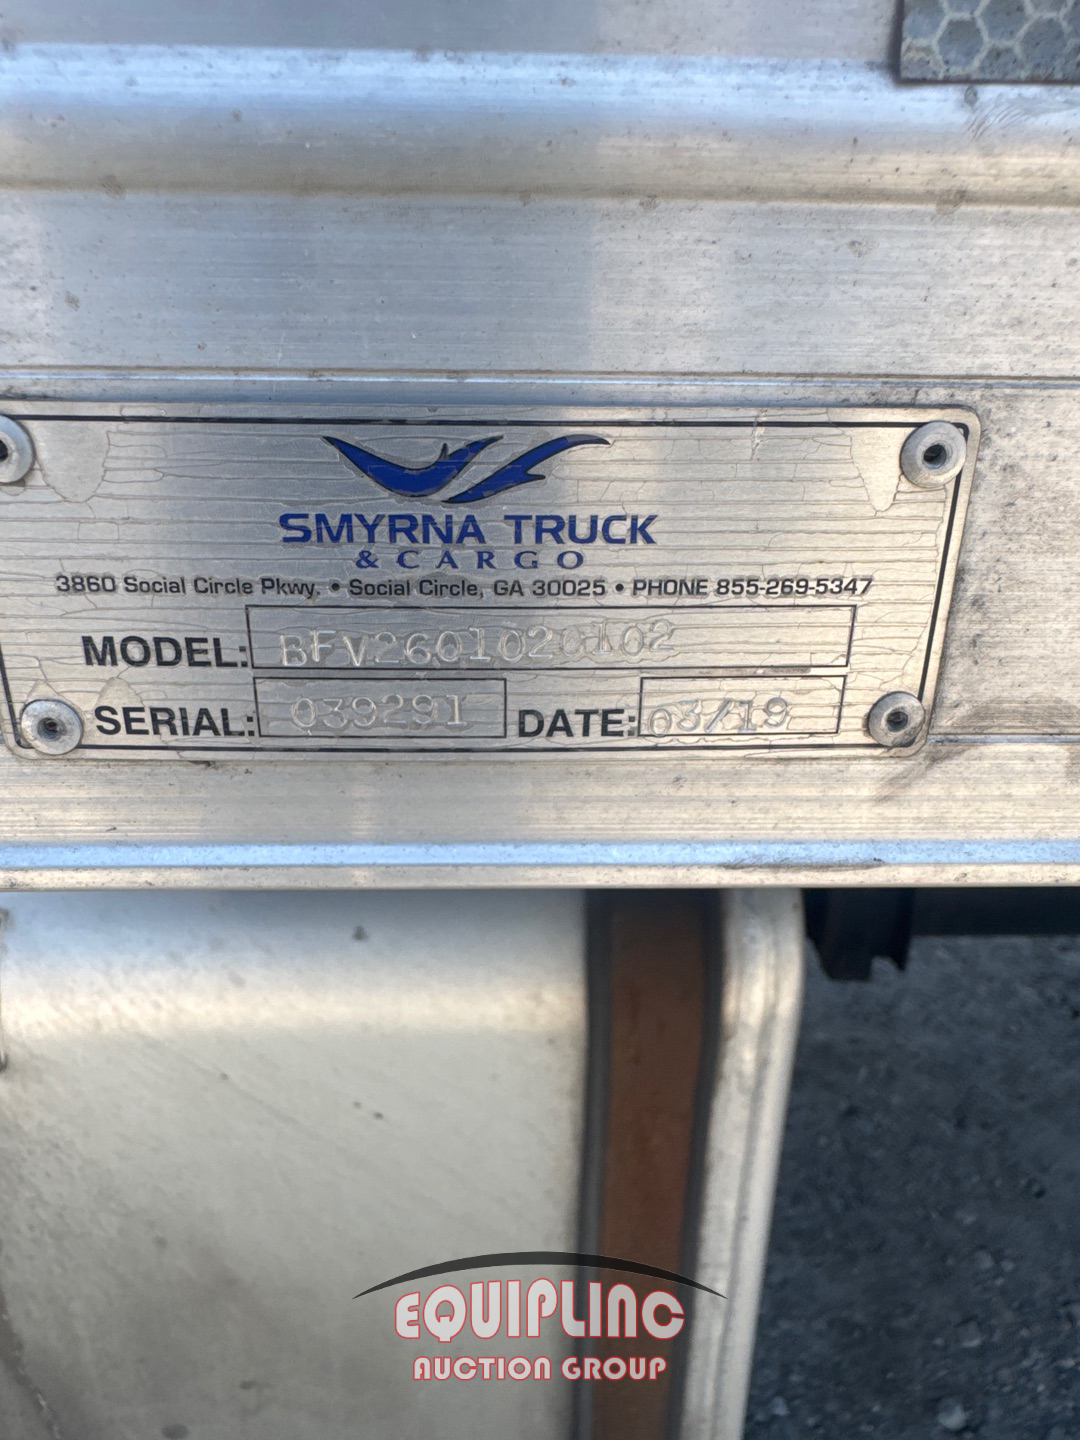 SMYRNA TRUCK
& CARGO
3860 Social Circle Pkwy. • Social Circle, GA 30025 • PHONE 855-269-5347
MODEL: BFV2601020102
SERIAL: 039291 DATE: 03/19
EQUIPLINC
AUCTION GROUP